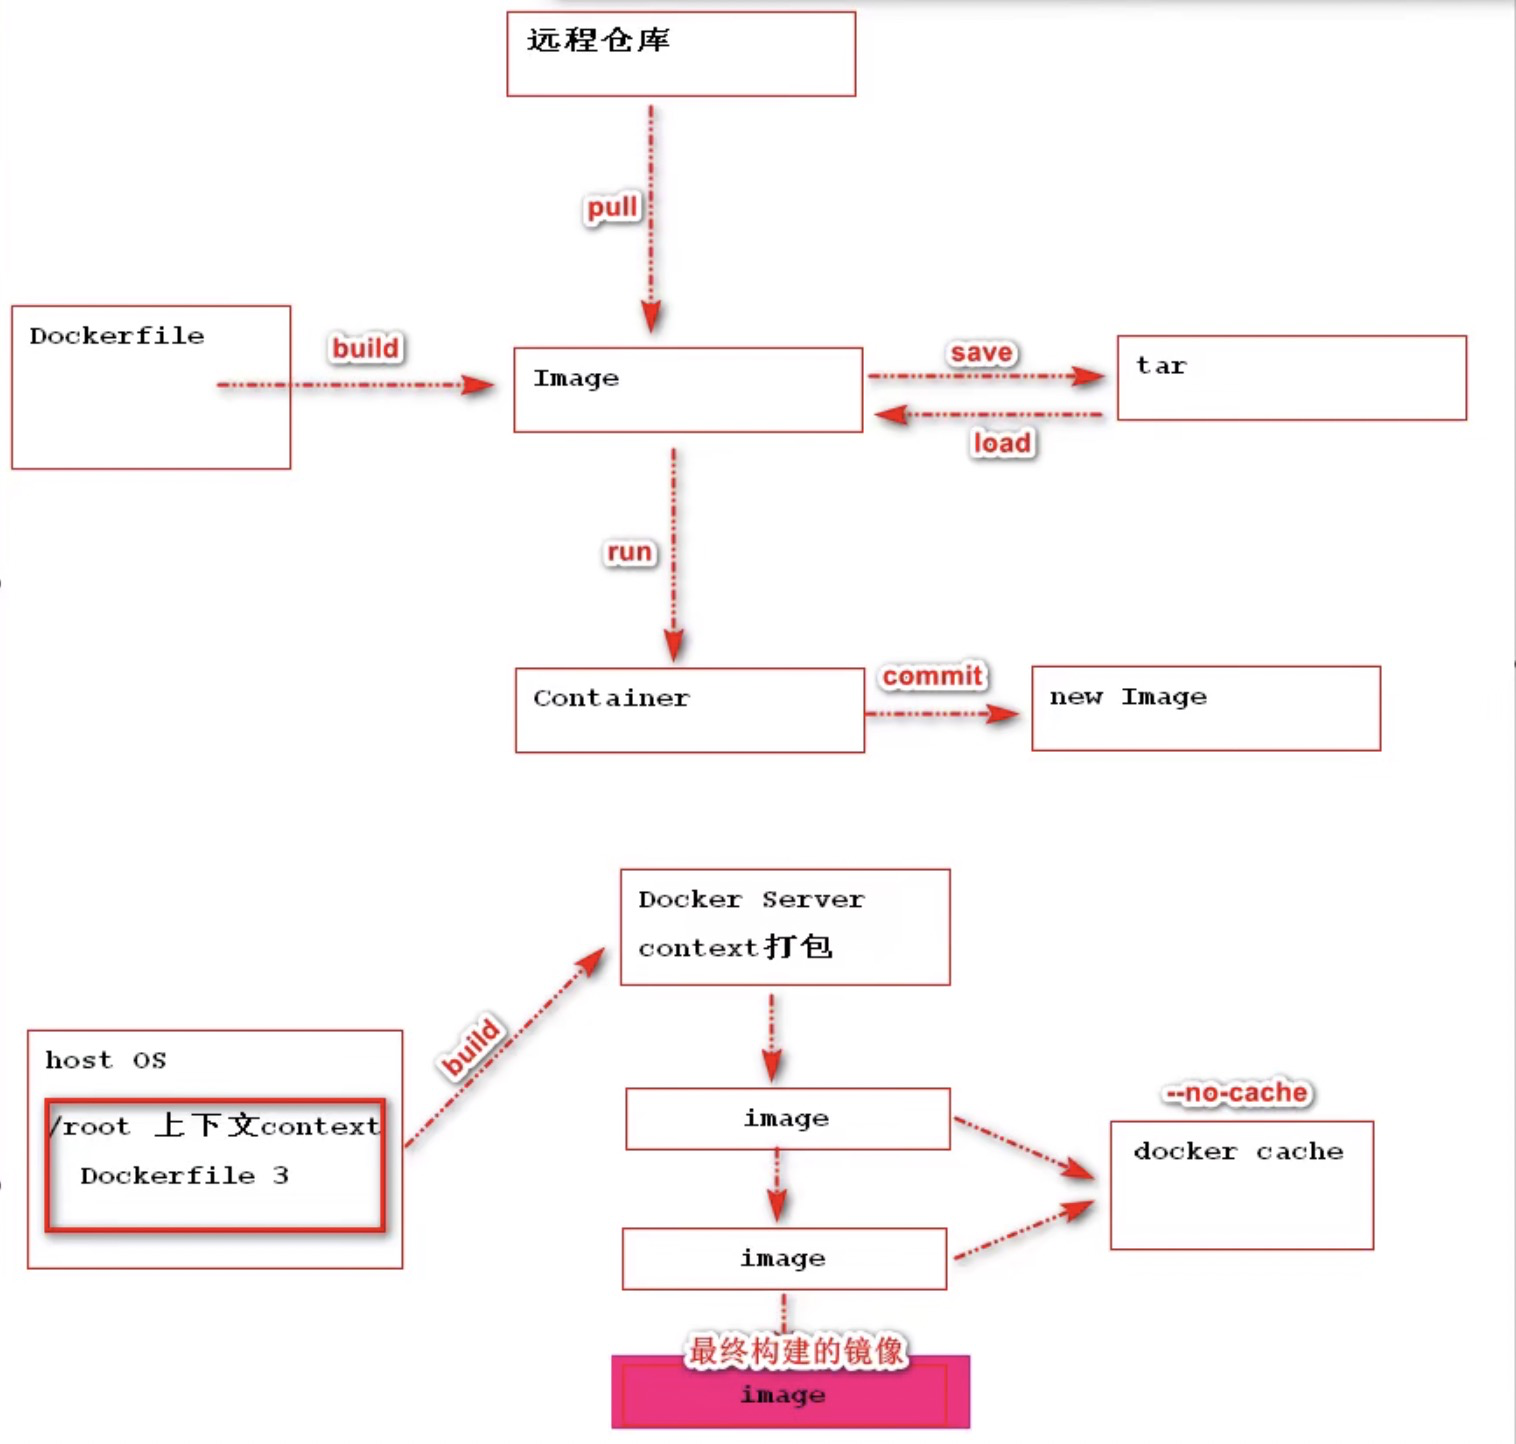 远程仓库
pull
Dockerfile
build
Image
save
load
tar
run
Container
commit
new Image
Docker Server
context打包
build
host OS
/root 上下文context
Dockerfile 3
image
--no-cache
docker cache
image
最终构建的镜像
image